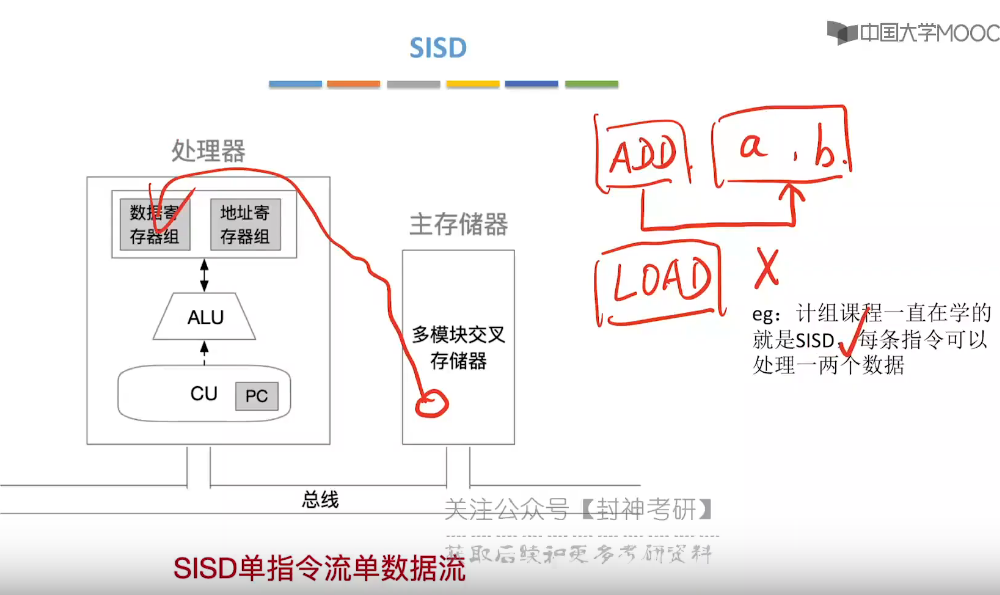 中国大学MOOC
SISD
处理器
数据寄
存器组
地址寄
存器组
ALU
CU
PC
主存储器
多模块交叉
存储器
总线
ADD
a , b.
LOAD
X
eg：计组课程一直在学的
就是SISD，每条指令可以
处理一两个数据
关注公众号【封神考研】
获取后续和更多考研资料
SISD单指令流单数据流